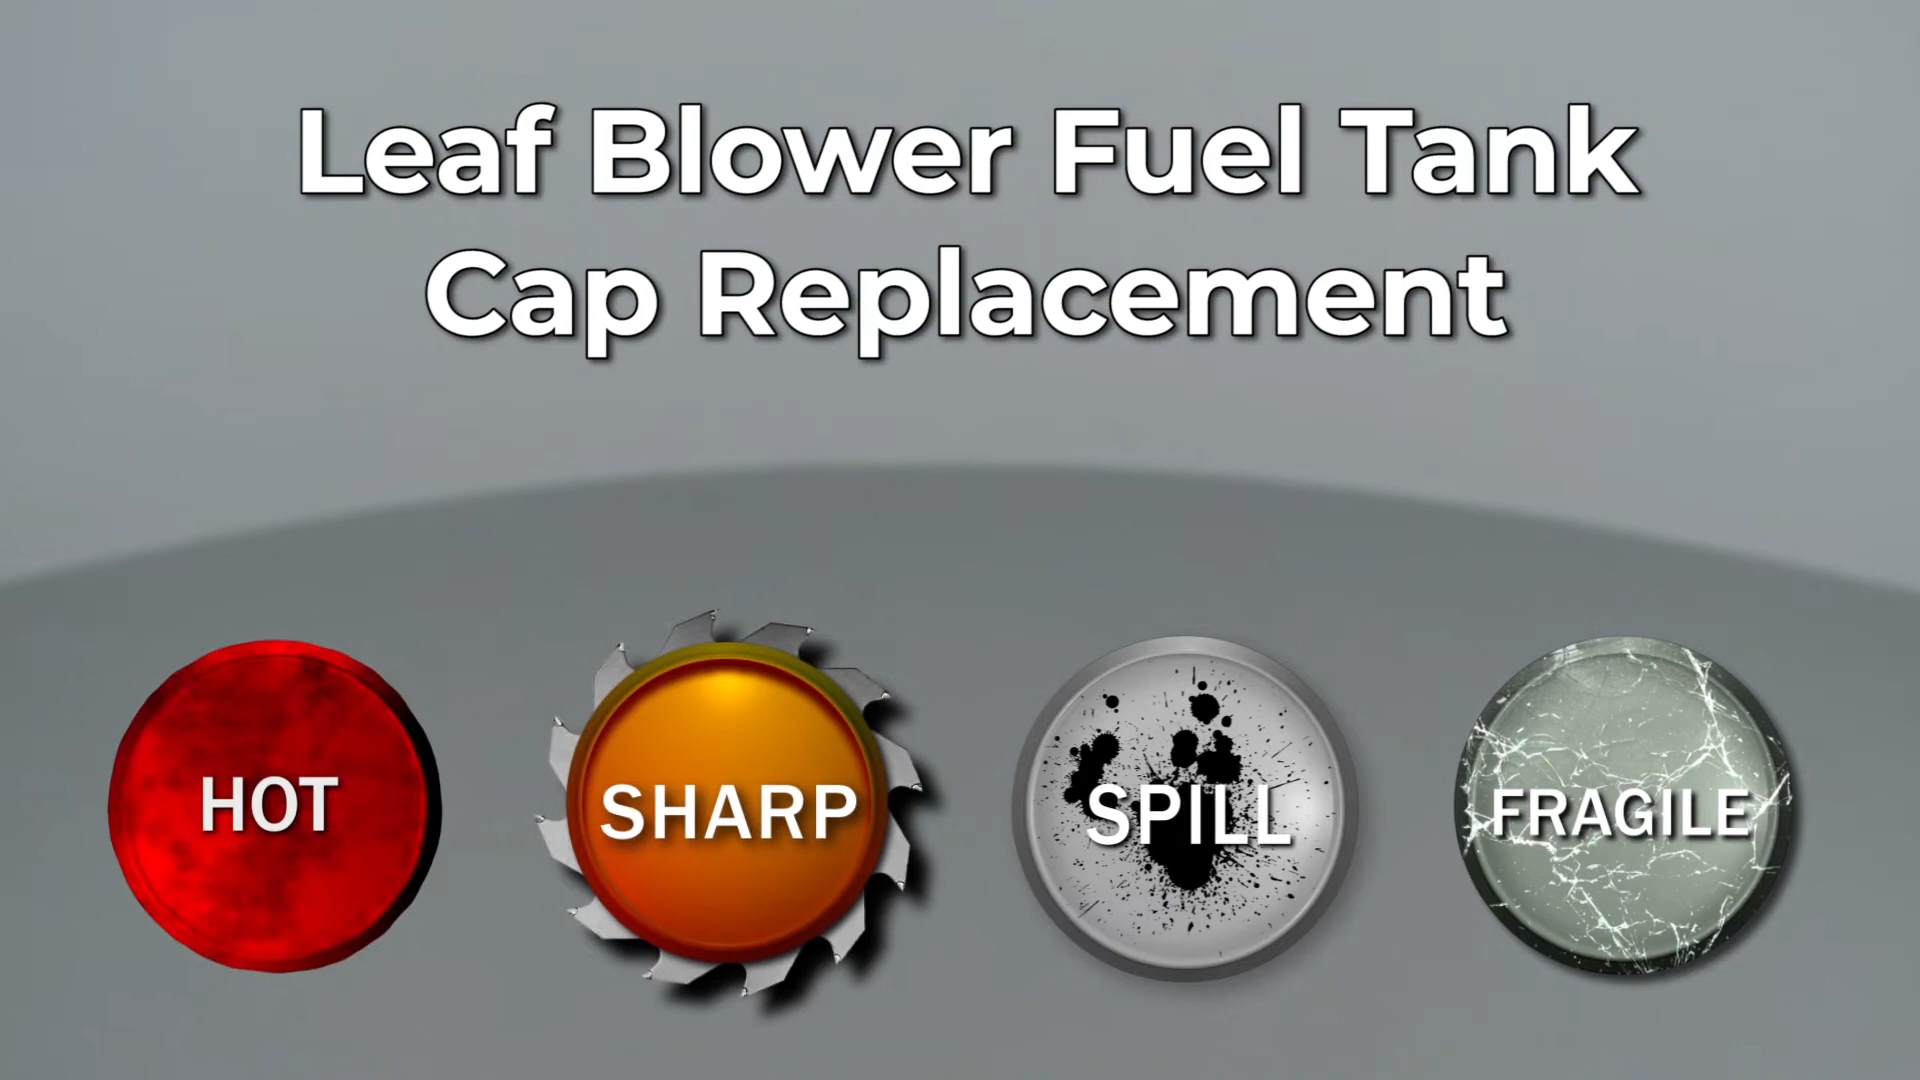 Leaf Blower Fuel Tank
Cap Replacement
HOT
SHARP
SPILL
FRAGILE